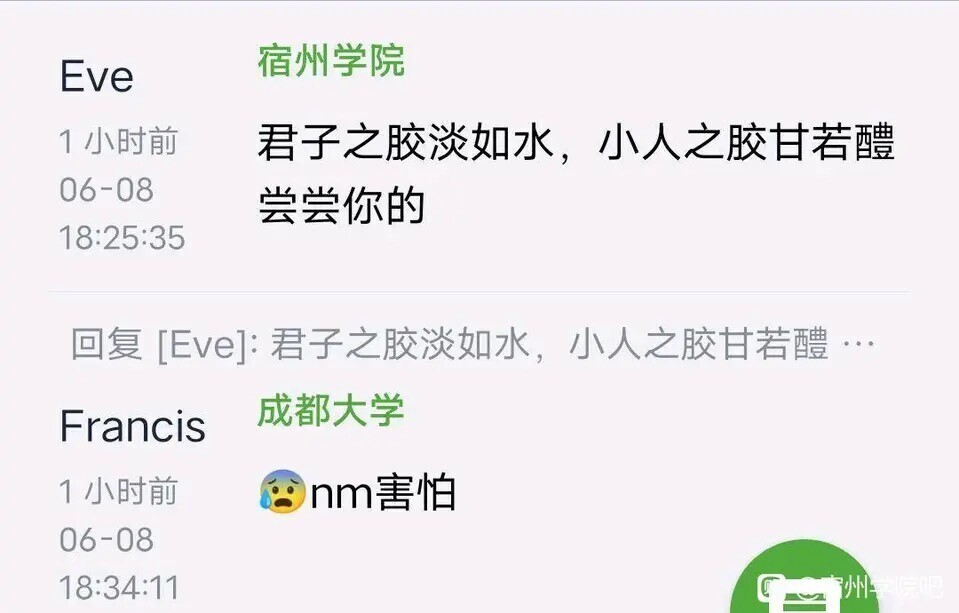 宿州学院
Eve
君子之胶淡如水，小人之胶甘若醴
1 小时前
尝尝你的
06-08
18:25:35
回复 [Eve]: 君子之胶淡如水，小人之胶甘若醴 ···
成都大学
Francis
1 小时前
😰nm害怕
06-08
18:34:11
宿州学院吧